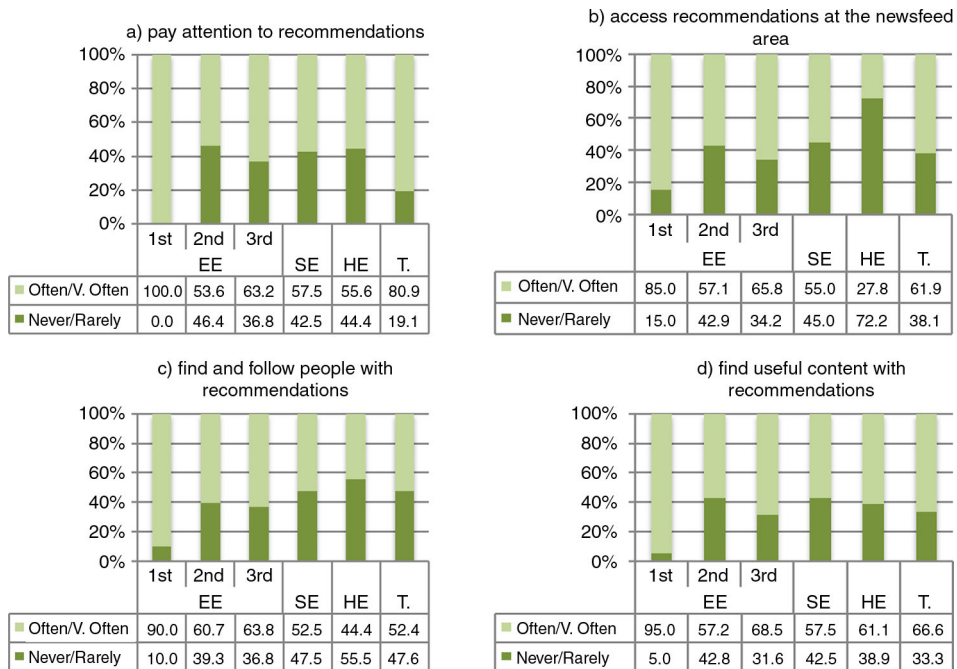 a) pay attention to recommendations
100%
80%
60%
40%
20%
0%
1st 2nd 3rd
EE SE HE T.
Often/V. Often 100.0 53.6 63.2 57.5 55.6 80.9
Never/Rarely 0.0 46.4 36.8 42.5 44.4 19.1
b) access recommendations at the newsfeed
area
100%
80%
60%
40%
20%
0%
1st 2nd 3rd
EE SE HE T.
Often/V. Often 85.0 57.1 65.8 55.0 27.8 61.9
Never/Rarely 15.0 42.9 34.2 45.0 72.2 38.1
c) find and follow people with
recommendations
100%
80%
60%
40%
20%
0%
1st 2nd 3rd
EE SE HE T.
Often/V. Often 90.0 60.7 63.8 52.5 44.4 52.4
Never/Rarely 10.0 39.3 36.8 47.5 55.5 47.6
d) find useful content with
recommendations
100%
80%
60%
40%
20%
0%
1st 2nd 3rd
EE SE HE T.
Often/V. Often 95.0 57.2 68.5 57.5 61.1 66.6
Never/Rarely 5.0 42.8 31.6 42.5 38.9 33.3